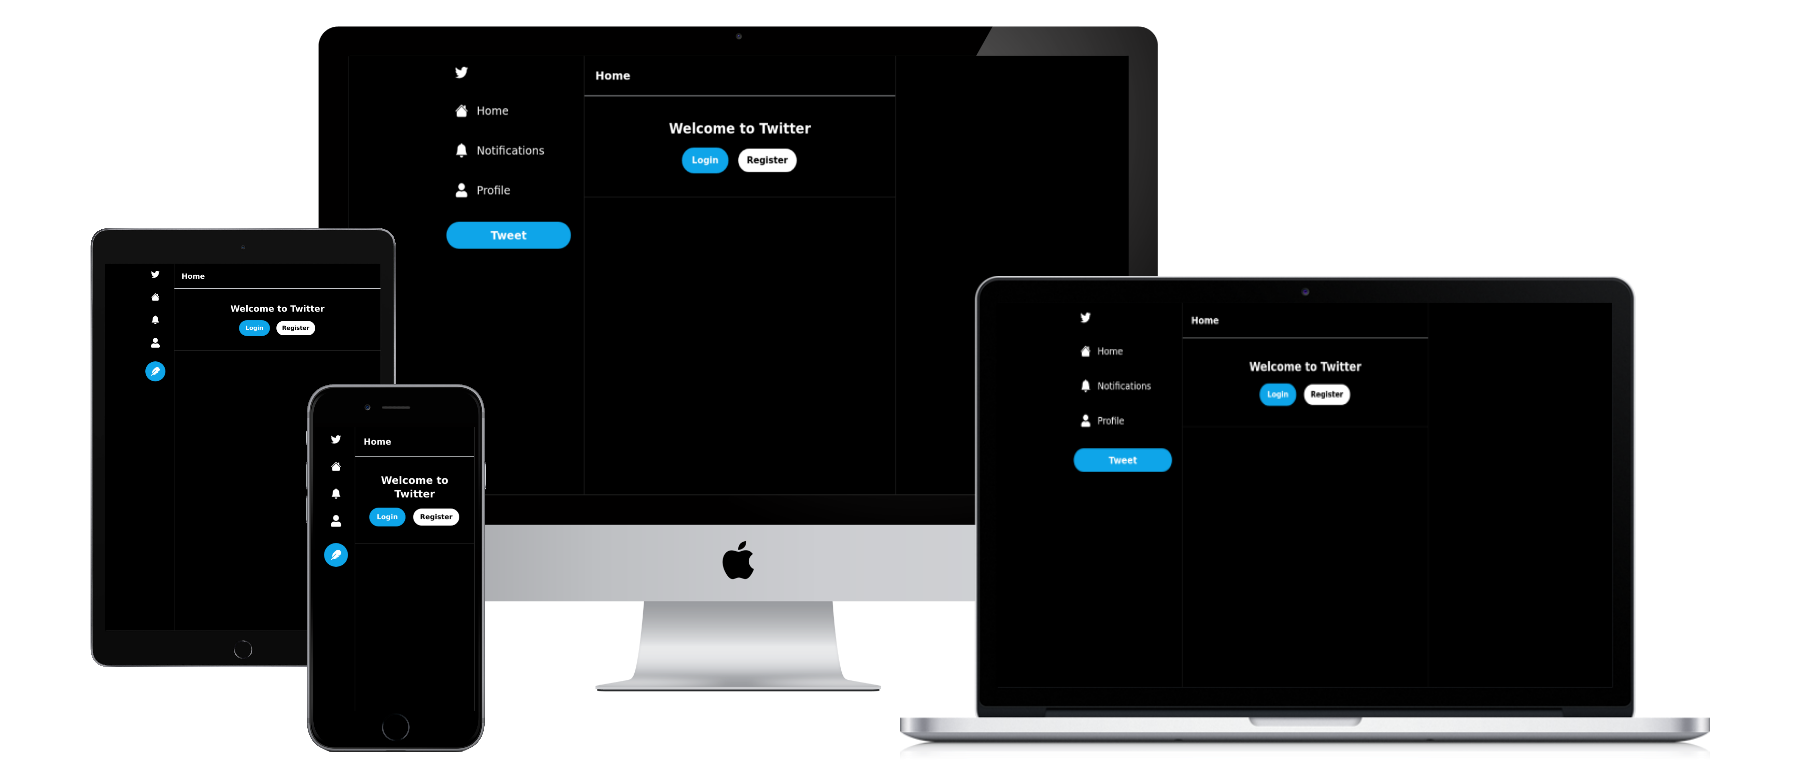 Home
Home
Welcome to Twitter
Login Register
Notifications
Profile
Tweet
Home
Welcome to Twitter
Login Register
Home
Welcome to
Twitter
Login Register
Home
Home
Notifications
Profile
Tweet
Welcome to Twitter
Login Register